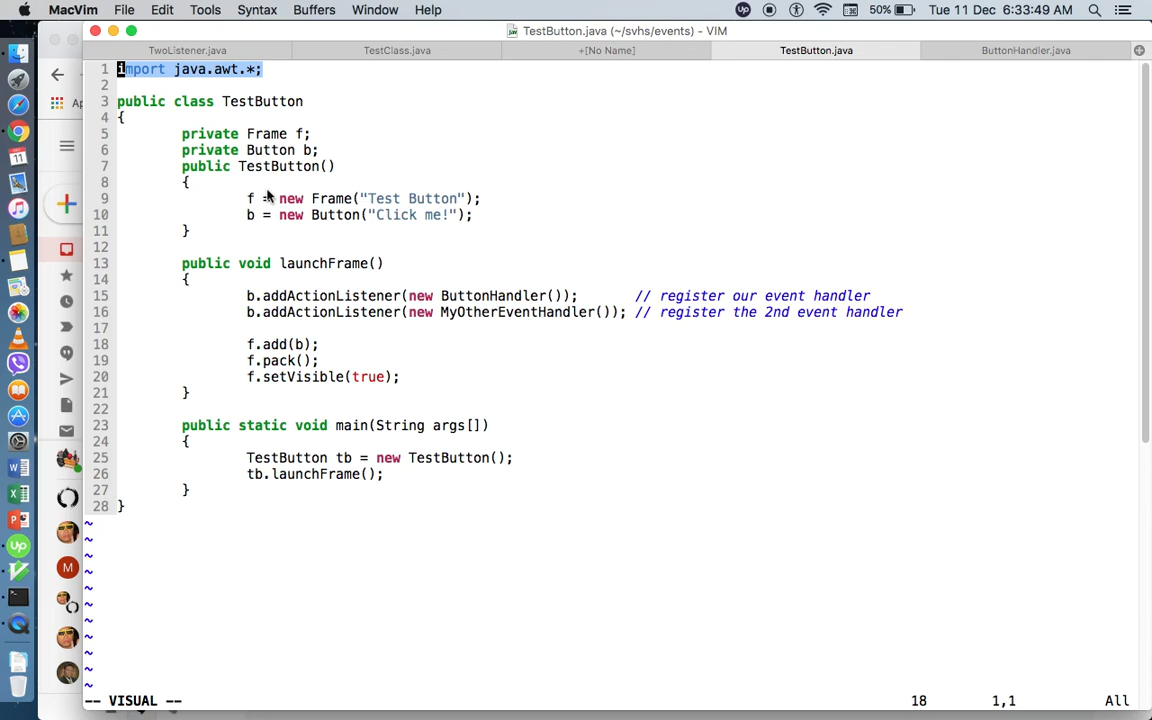 MacVim File Edit Tools Syntax Buffers Window Help 50% Tue 11 Dec 6:33:49 AM
TestButton.java (~/svhs/events) - VIM
TwoListener.java TestClass.java +[No Name] TestButton.java ButtonHandler.java
1 import java.awt.*;
2
3 public class TestButton
4 {
5 private Frame f;
6 private Button b;
7 public TestButton()
8 {
9 f = new Frame("Test Button");
10 b = new Button("Click me!");
11 }
12
13 public void launchFrame()
14 {
15 b.addActionListener(new ButtonHandler()); // register our event handler
16 b.addActionListener(new MyOtherEventHandler()); // register the 2nd event handler
17
18 f.add(b);
19 f.pack();
20 f.setVisible(true);
21 }
22
23 public static void main(String args[])
24 {
25 TestButton tb = new TestButton();
26 tb.launchFrame();
27 }
28 }
~
~
~
~
~
~
~
~
~
~
~
-- VISUAL -- 18 1,1 All